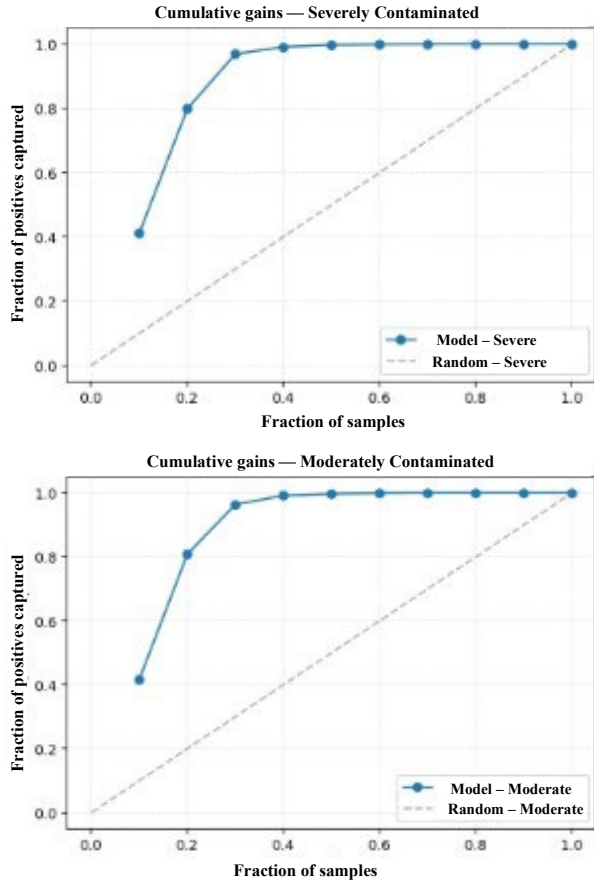 Cumulative gains — Severely Contaminated
Fraction of positives captured
1.0
0.8
0.6
0.4
0.2
0.0
Model – Severe
Random – Severe
0.0 0.2 0.4 0.6 0.8 1.0
Fraction of samples
Cumulative gains — Moderately Contaminated
Fraction of positives captured
1.0
0.8
0.6
0.4
0.2
0.0
Model – Moderate
Random – Moderate
0.0 0.2 0.4 0.6 0.8 1.0
Fraction of samples